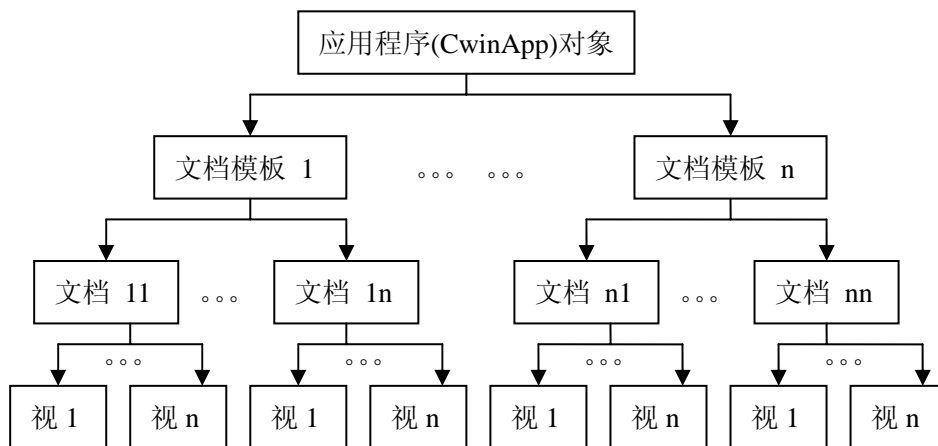 应用程序(CwinApp)对象
文档模板 1
。。。 。。。
文档模板 n
文档 11
。。。
文档 1n
文档 n1
。。。
文档 nn
。。。
。。。
。。。
。。。
视 1
视 n
视 1
视 n
视 1
视 n
视 1
视 n